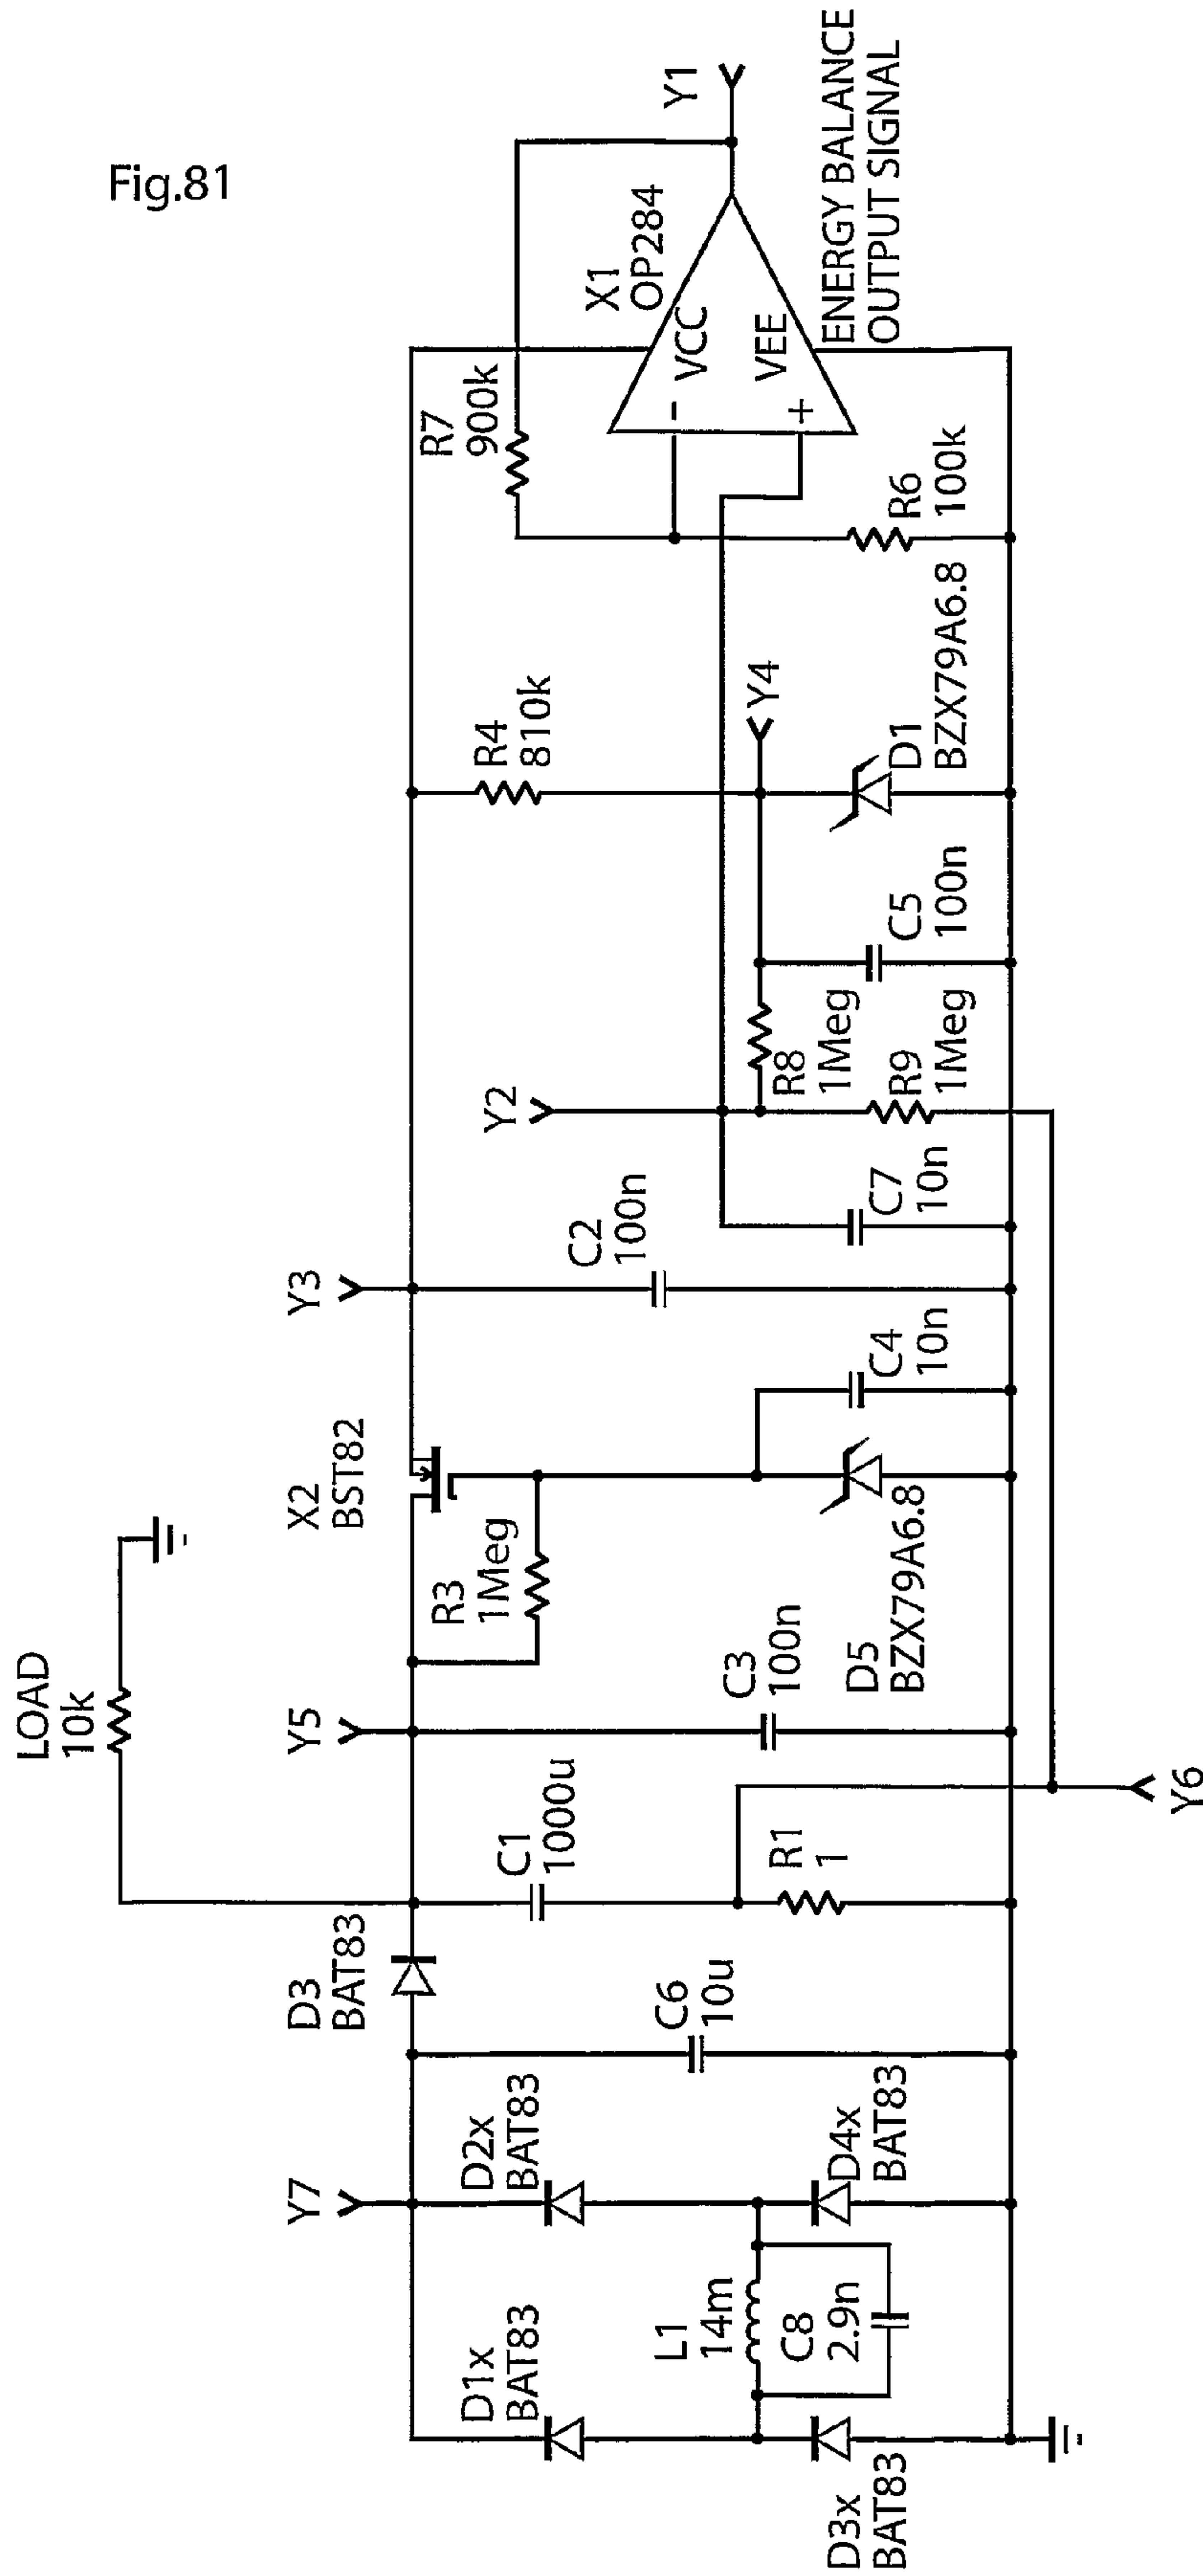 Fig.81
LOAD
10k
Y7
D3
BAT83
Y5
X2
BST82
Y3
D1x
BAT83
D2x
BAT83
C1
1000u
R3
1Meg
Y2
R4
810k
R7
900k
X1
OP284
Y1
L1
14m
C6
10u
C3
100n
C2
100n
VCC
-
VEE
+
C8
2.9n
R1
1
R8
1Meg
Y4
ENERGY BALANCE
OUTPUT SIGNAL
D3x
BAT83
D4x
BAT83
D5
BZX79A6.8
C4
10n
C7
10n
R9
1Meg
C5
100n
D1
BZX79A6.8
R6
100k
Y6